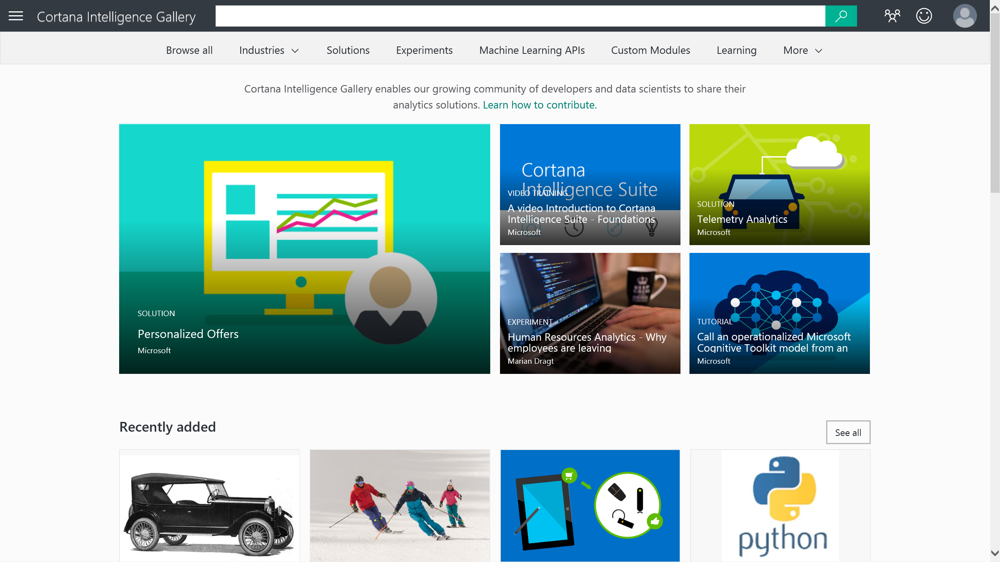 Cortana Intelligence Gallery
Browse all
Industries
Solutions
Experiments
Machine Learning APIs
Custom Modules
Learning
More
Cortana Intelligence Gallery enables our growing community of developers and data scientists to share their
analytics solutions. Learn how to contribute.
SOLUTION
Personalized Offers
Microsoft
Cortana
Intelligence Suite
VIDEO TRAINING
A video Introduction to Cortana
Intelligence Suite - Foundations
Microsoft
SOLUTION
Telemetry Analytics
Microsoft
EXPERIMENT
Human Resources Analytics - Why
employees are leaving
Marian Dragt
TUTORIAL
Call an operationalized Microsoft
Cognitive Toolkit model from an
Microsoft
Recently added
See all
python